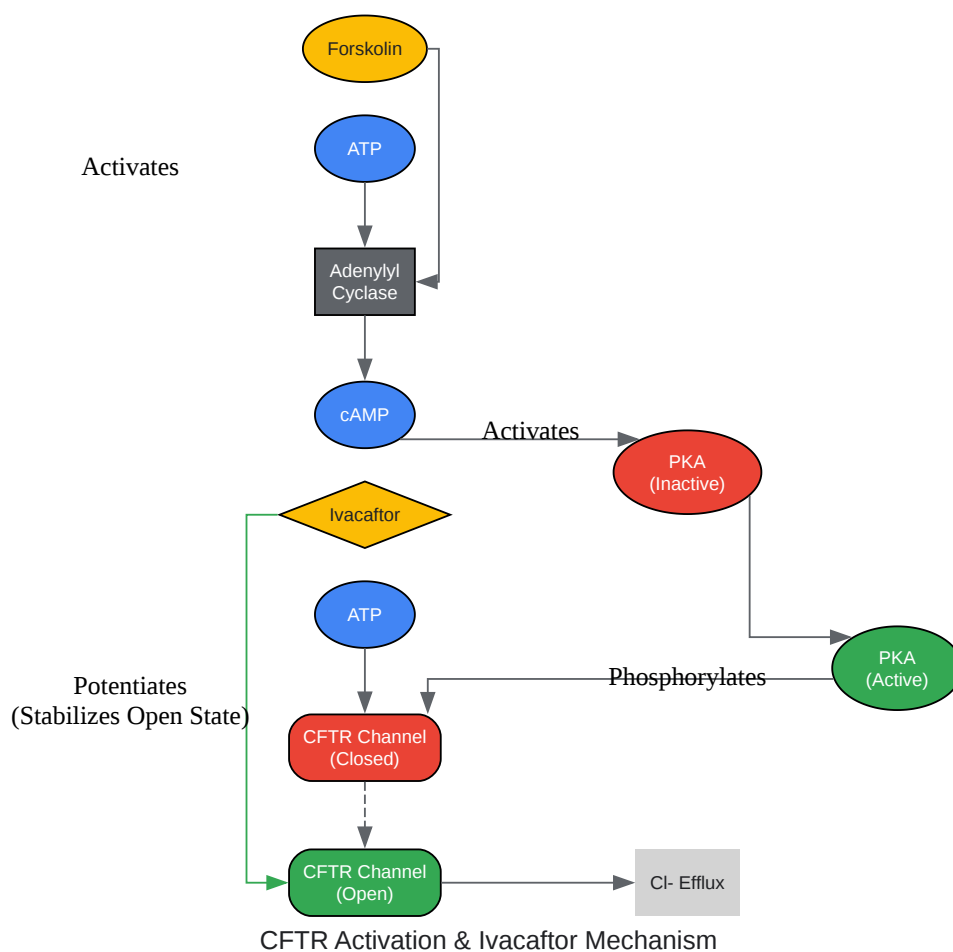 Forskolin
ATP
Activates
Adenylyl
Cyclase
cAMP
Activates
PKA
(Inactive)
Ivacaftor
ATP
PKA
(Active)
Phosphorylates
Potentiates
(Stabilizes Open State)
CFTR Channel
(Closed)
CFTR Channel
(Open)
Cl- Efflux
CFTR Activation & Ivacaftor Mechanism